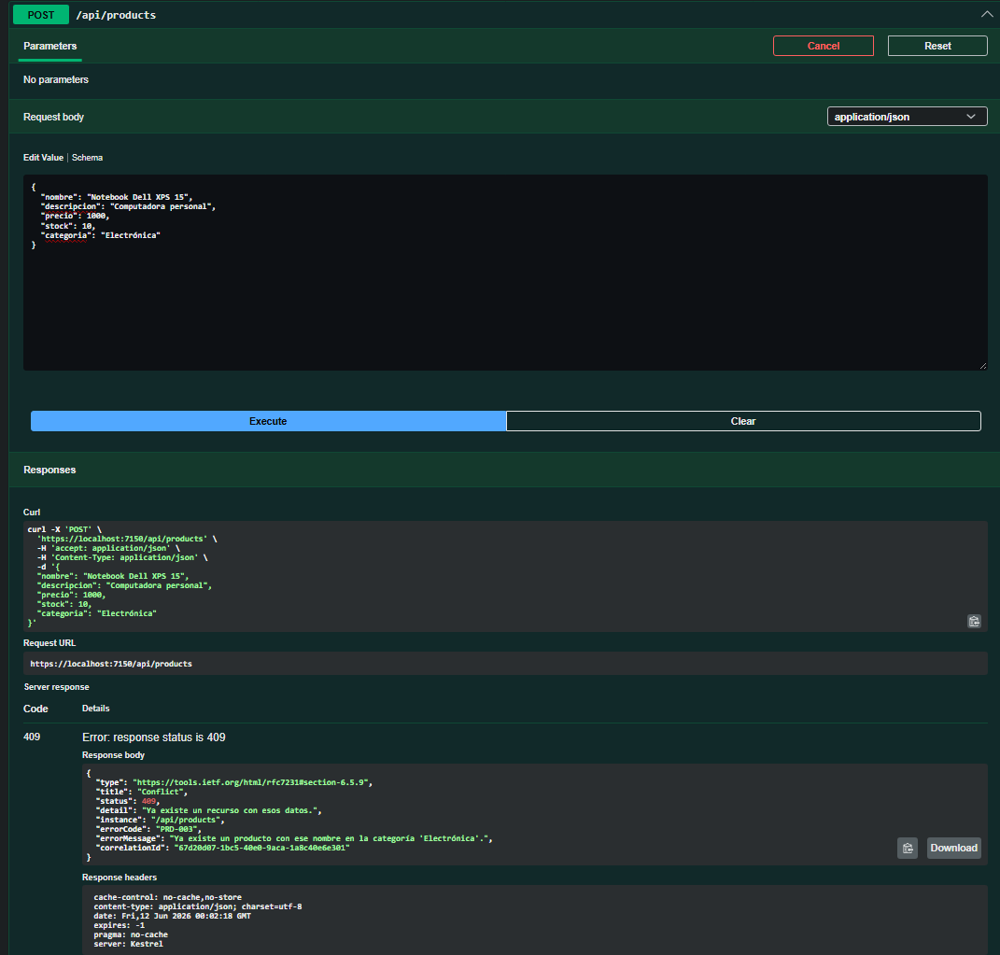 POST /api/products
Parameters
Cancel
Reset
No parameters
Request body
application/json
Edit Value | Schema
{
  "nombre": "Notebook Dell XPS 15",
  "descripcion": "Computadora personal",
  "precio": 1000,
  "stock": 10,
  "categoria": "Electrónica"
}
Execute
Clear
Responses
Curl
curl -X 'POST' \
  'https://localhost:7150/api/products' \
  -H 'accept: application/json' \
  -H 'Content-Type: application/json' \
  -d '{
  "nombre": "Notebook Dell XPS 15",
  "descripcion": "Computadora personal",
  "precio": 1000,
  "stock": 10,
  "categoria": "Electrónica"
}'
Request URL
https://localhost:7150/api/products
Server response
Code Details
409 Error: response status is 409
Response body
{
  "type": "https://tools.ietf.org/html/rfc7231#section-6.5.9",
  "title": "Conflict",
  "status": 409,
  "detail": "Ya existe un recurso con esos datos.",
  "instance": "/api/products",
  "errorCode": "PRD-003",
  "errorMessage": "Ya existe un producto con ese nombre en la categoría 'Electrónica'.",
  "correlationId": "67d20d07-1bc5-40e0-9aca-1a8c40e6e301"
}
Download
Response headers
cache-control: no-cache,no-store
content-type: application/json; charset=utf-8
date: Fri,12 Jun 2026 00:02:18 GMT
expires: -1
pragma: no-cache
server: Kestrel